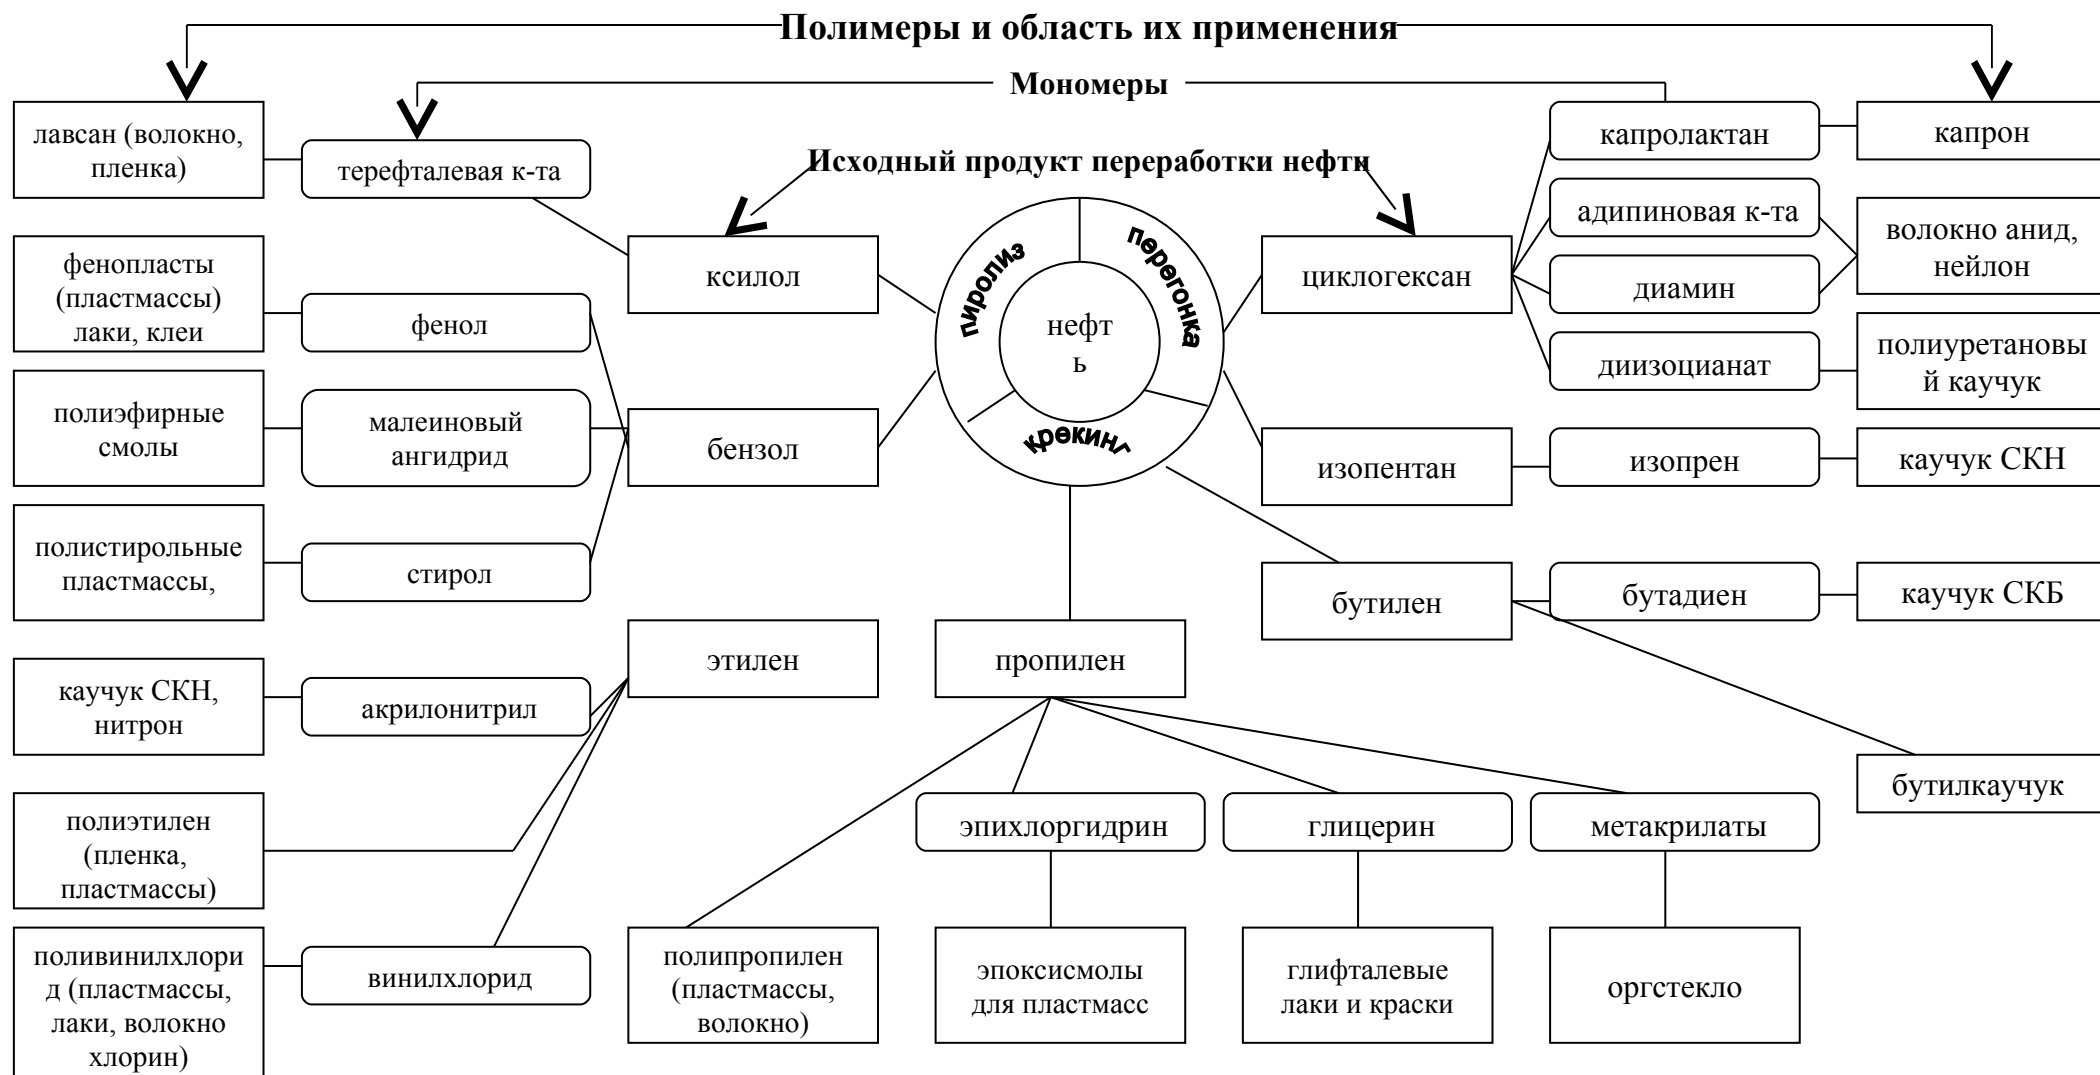 Полимеры и область их применения
Мономеры
Исходный продукт переработки нефти
лавсан (волокно,
пленка)
терефталевая к-та
капролактан
капрон
адипиновая к-та
волокно анид,
нейлон
ксилол
пиролиз
перегонка
крекинг
нефт
ь
циклогексан
диамин
фенопласты
(пластмассы)
лаки, клеи
фенол
диизоцианат
полиуретановы
й каучук
полиэфирные
смолы
малеиновый
ангидрид
бензол
изопентан
изопрен
каучук СКН
полистирольные
пластмассы,
стирол
бутилен
бутадиен
каучук СКБ
этилен
пропилен
каучук СКН,
нитрон
акрилонитрил
бутилкаучук
полиэтилен
(пленка,
пластмассы)
эпихлоргидрин
глицерин
метакрилаты
поливинилхлори
д (пластмассы,
лаки, волокно
хлорин)
винилхлорид
полипропилен
(пластмассы,
волокно)
эпоксисмолы
для пластмасс
глифталевые
лаки и краски
оргстекло